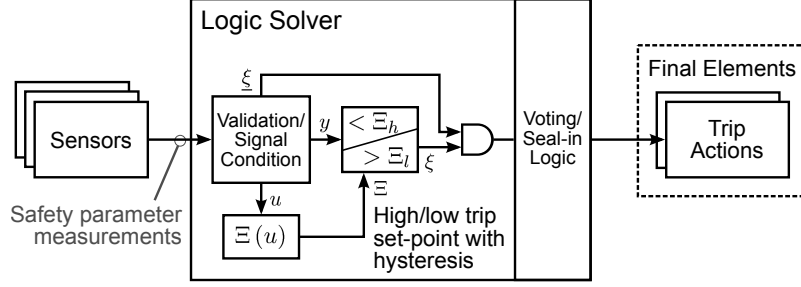 Logic Solver
Final Elements
Sensors
ξ
Validation/
Signal
Condition
y
< Ξₕ
> Ξₗ
ξ
Ξ
Voting/
Seal-in
Logic
Trip
Actions
u
Ξ (u)
Safety parameter
measurements
High/low trip
set-point with
hysteresis